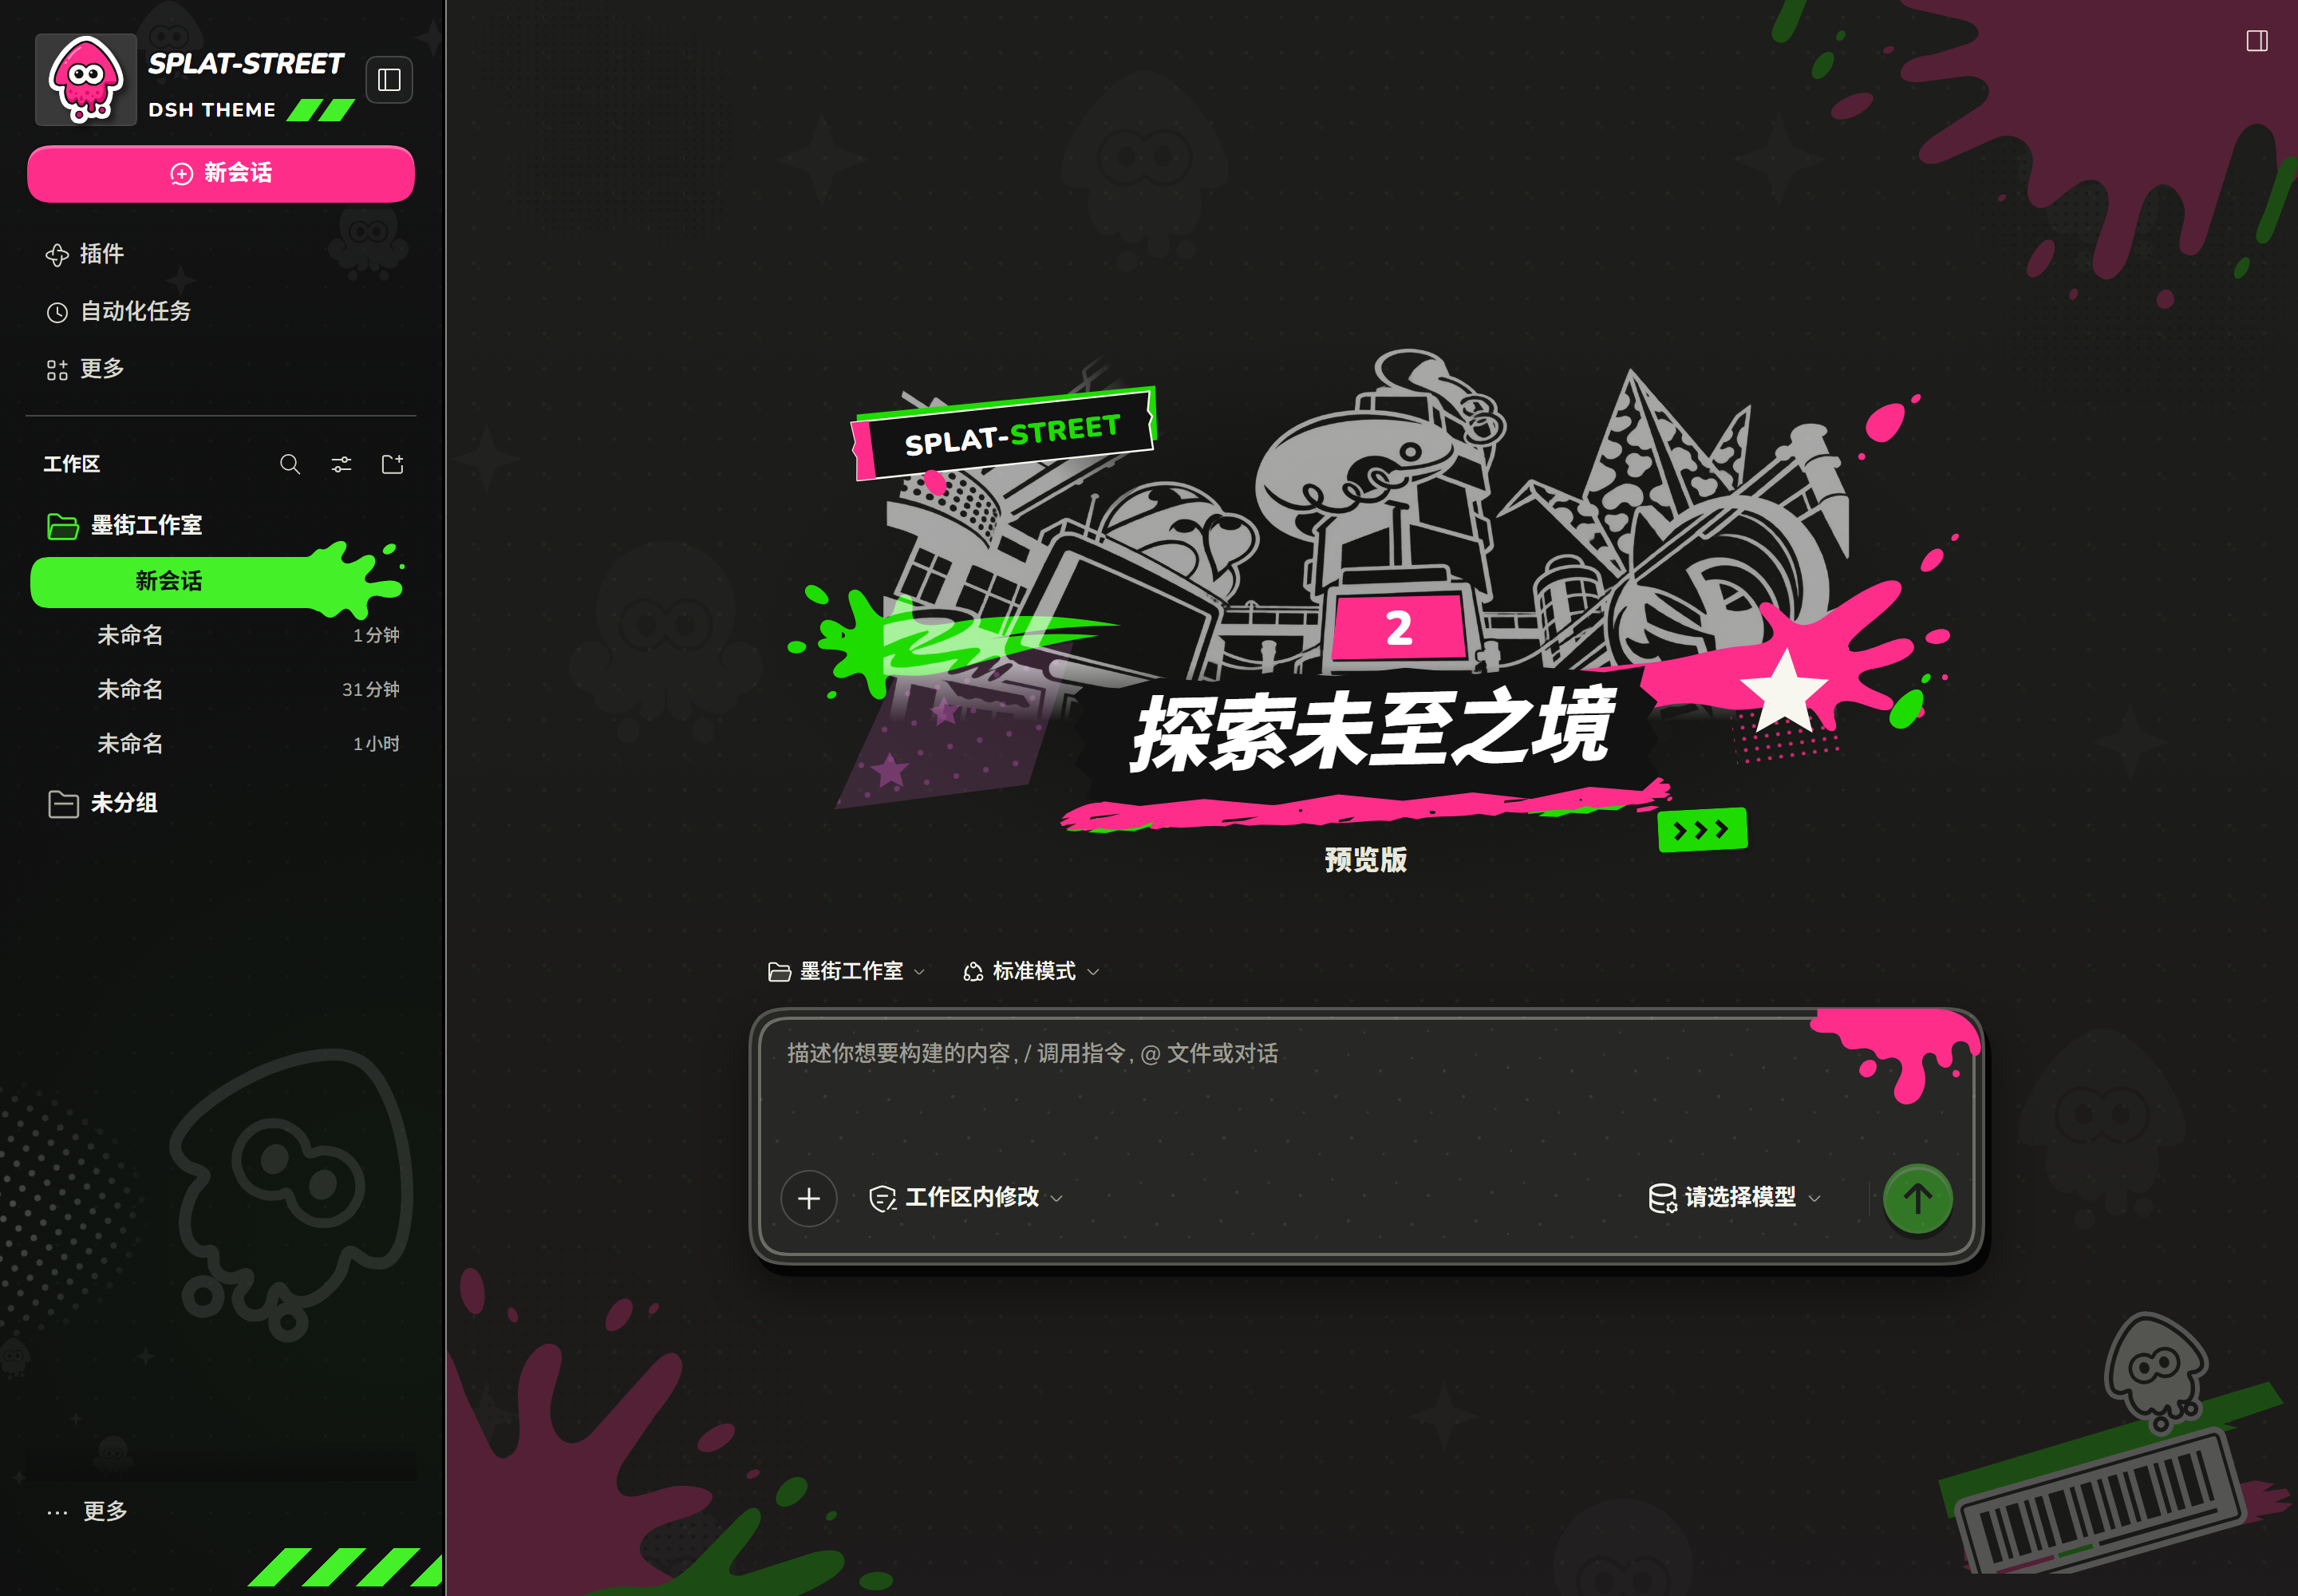 SPLAT-STREET
DSH THEME
新会话
插件
自动化任务
更多
工作区
墨街工作室
新会话
未命名 1分钟
未命名 31分钟
未命名 1小时
未分组
更多
SPLAT-STREET
2
探索未至之境
预览版
墨街工作室 标准模式
描述你想要构建的内容, / 调用指令, @ 文件或对话
工作区内修改 请选择模型